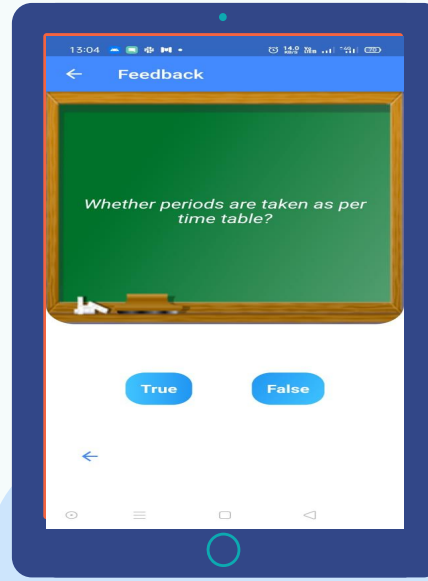 13:04
Feedback
Whether periods are taken as per
time table?
True
False